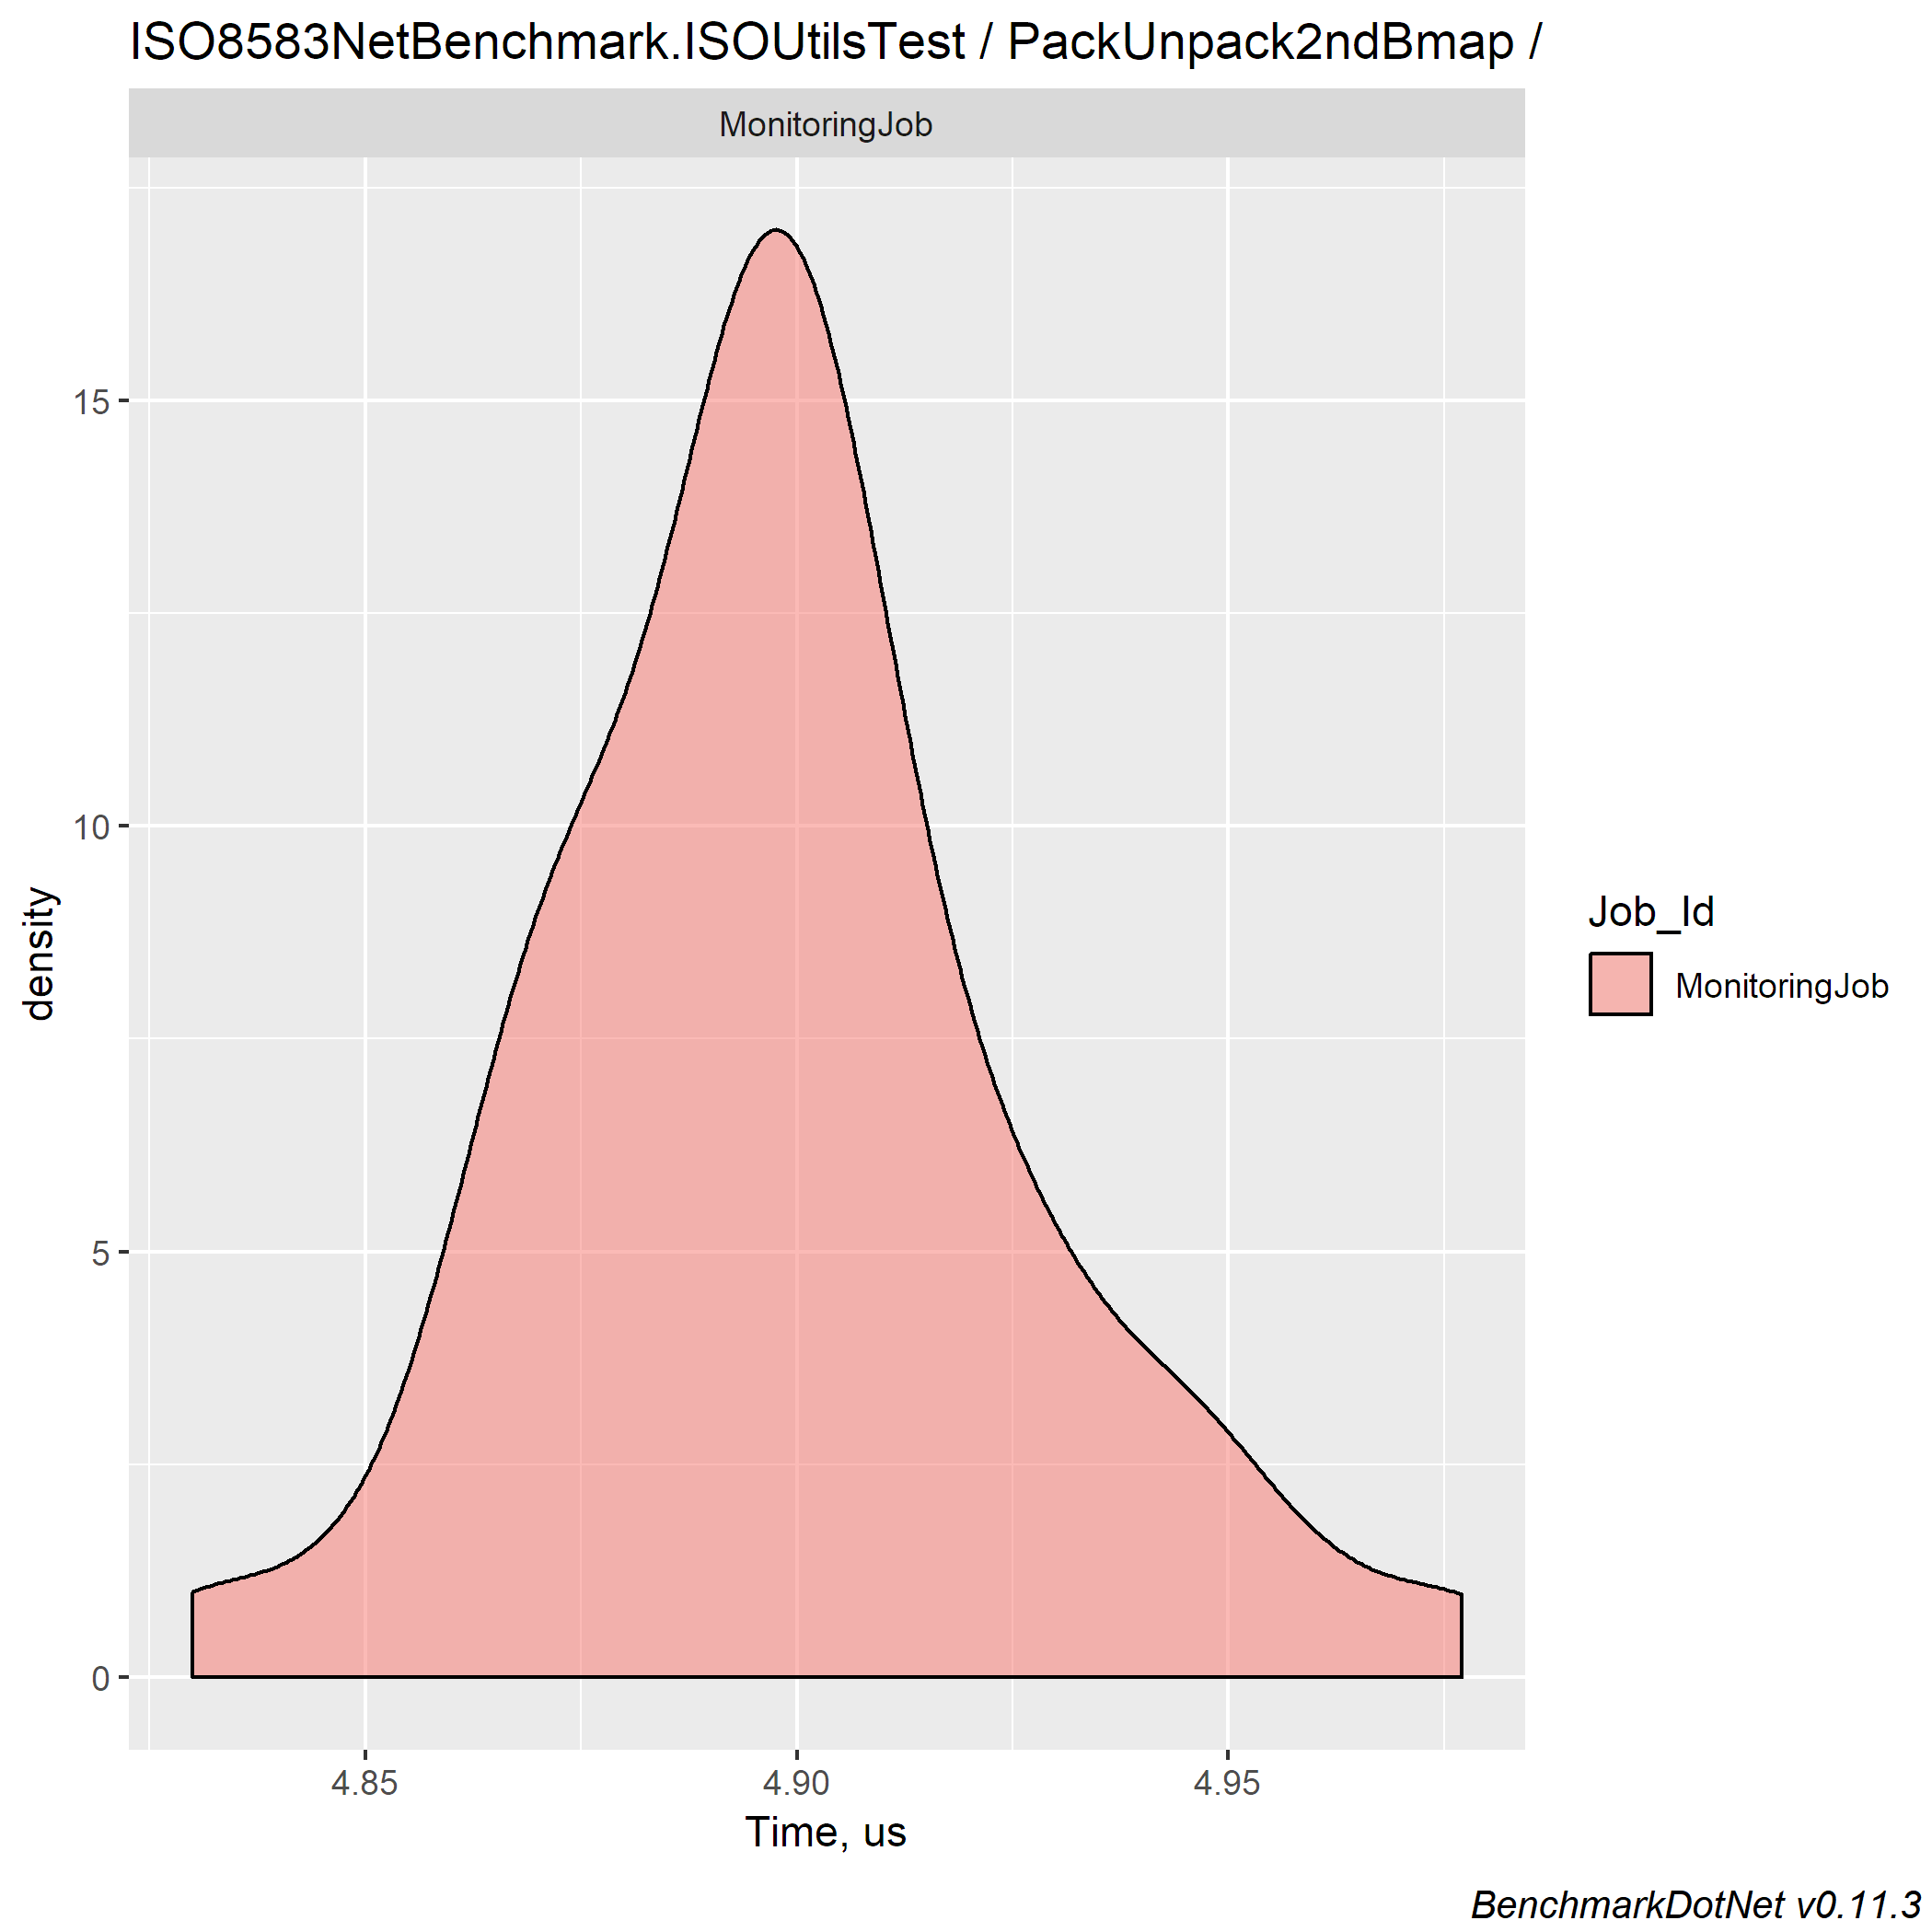 ISO8583NetBenchmark.ISOUtilsTest / PackUnpack2ndBmap /
MonitoringJob
15
10
5
0
density
4.85 4.90 4.95
Time, us
Job_Id
MonitoringJob
BenchmarkDotNet v0.11.3